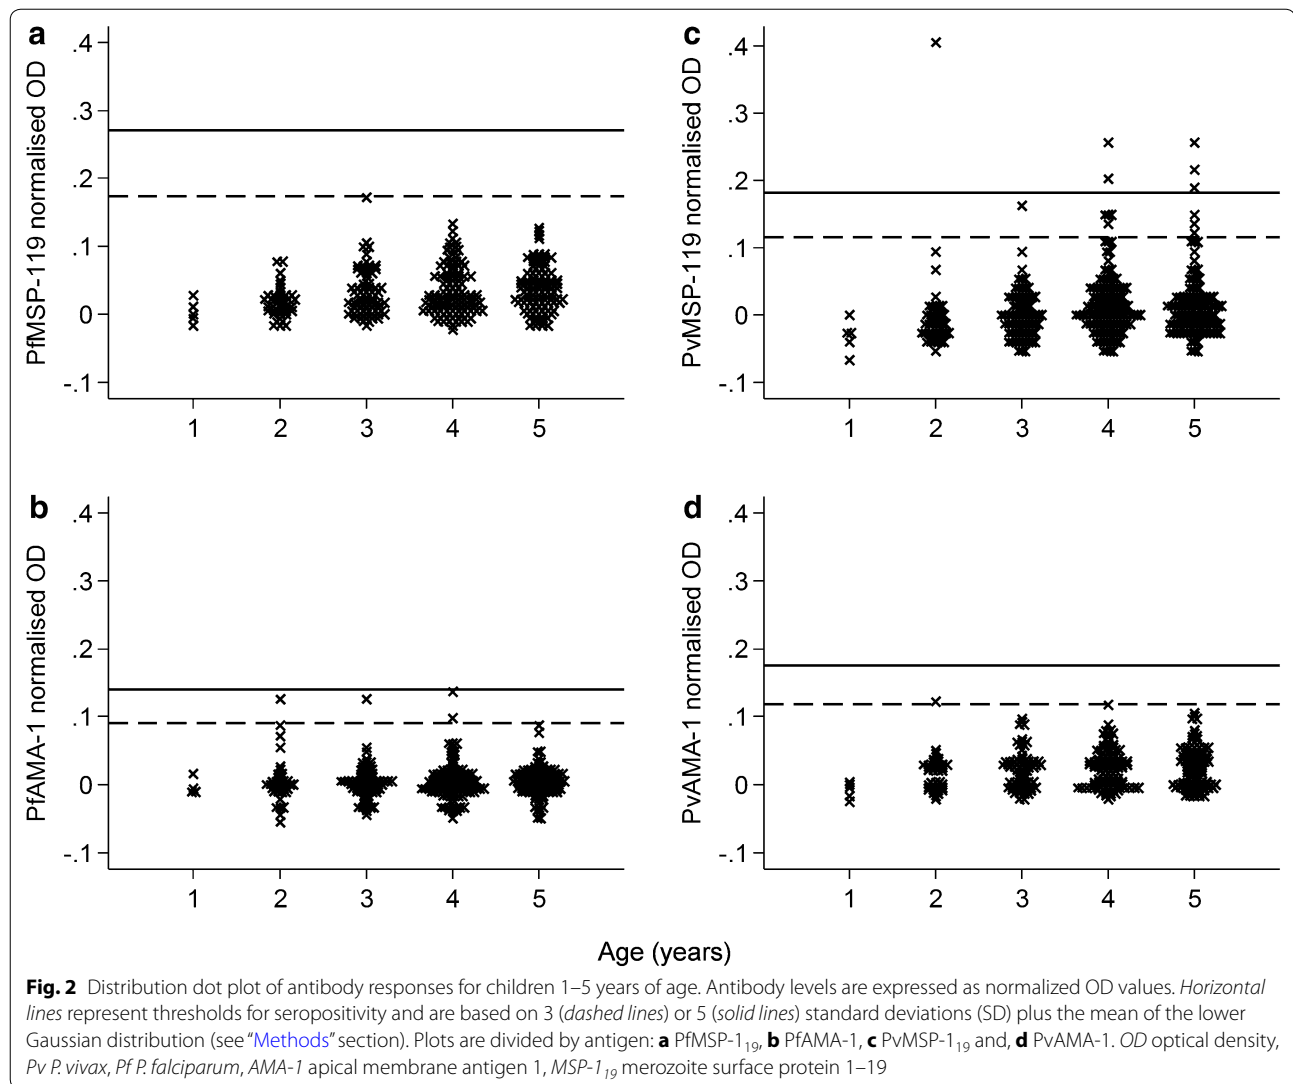 a
PfMSP-119 normalised OD
.4
.3
.2
.1
0
-.1
1 2 3 4 5
c
PvMSP-119 normalised OD
.4
.3
.2
.1
0
-.1
1 2 3 4 5
b
PfAMA-1 normalised OD
.4
.3
.2
.1
0
-.1
1 2 3 4 5
d
PvAMA-1 normalised OD
.4
.3
.2
.1
0
-.1
1 2 3 4 5
Age (years)
Fig. 2 Distribution dot plot of antibody responses for children 1–5 years of age. Antibody levels are expressed as normalized OD values. Horizontal
lines represent thresholds for seropositivity and are based on 3 (dashed lines) or 5 (solid lines) standard deviations (SD) plus the mean of the lower
Gaussian distribution (see “Methods” section). Plots are divided by antigen: a PfMSP-1₁₉, b PfAMA-1, c PvMSP-1₁₉ and, d PvAMA-1. OD optical density,
Pv P. vivax, Pf P. falciparum, AMA-1 apical membrane antigen 1, MSP-1₁₉ merozoite surface protein 1–19